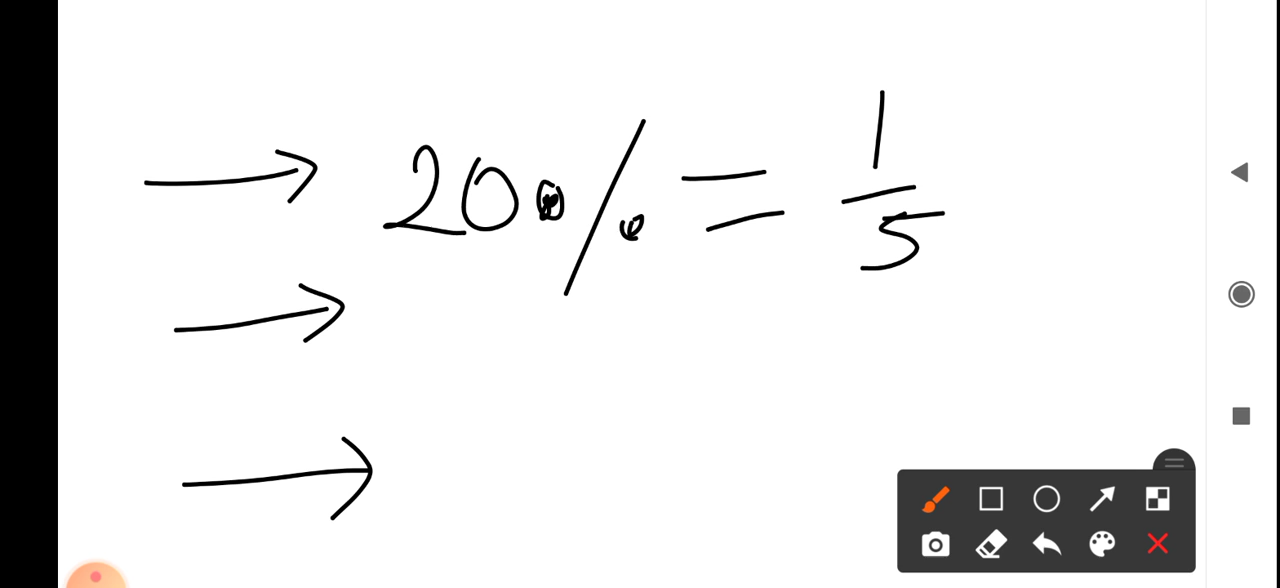 → 20% = 1/5
→
→